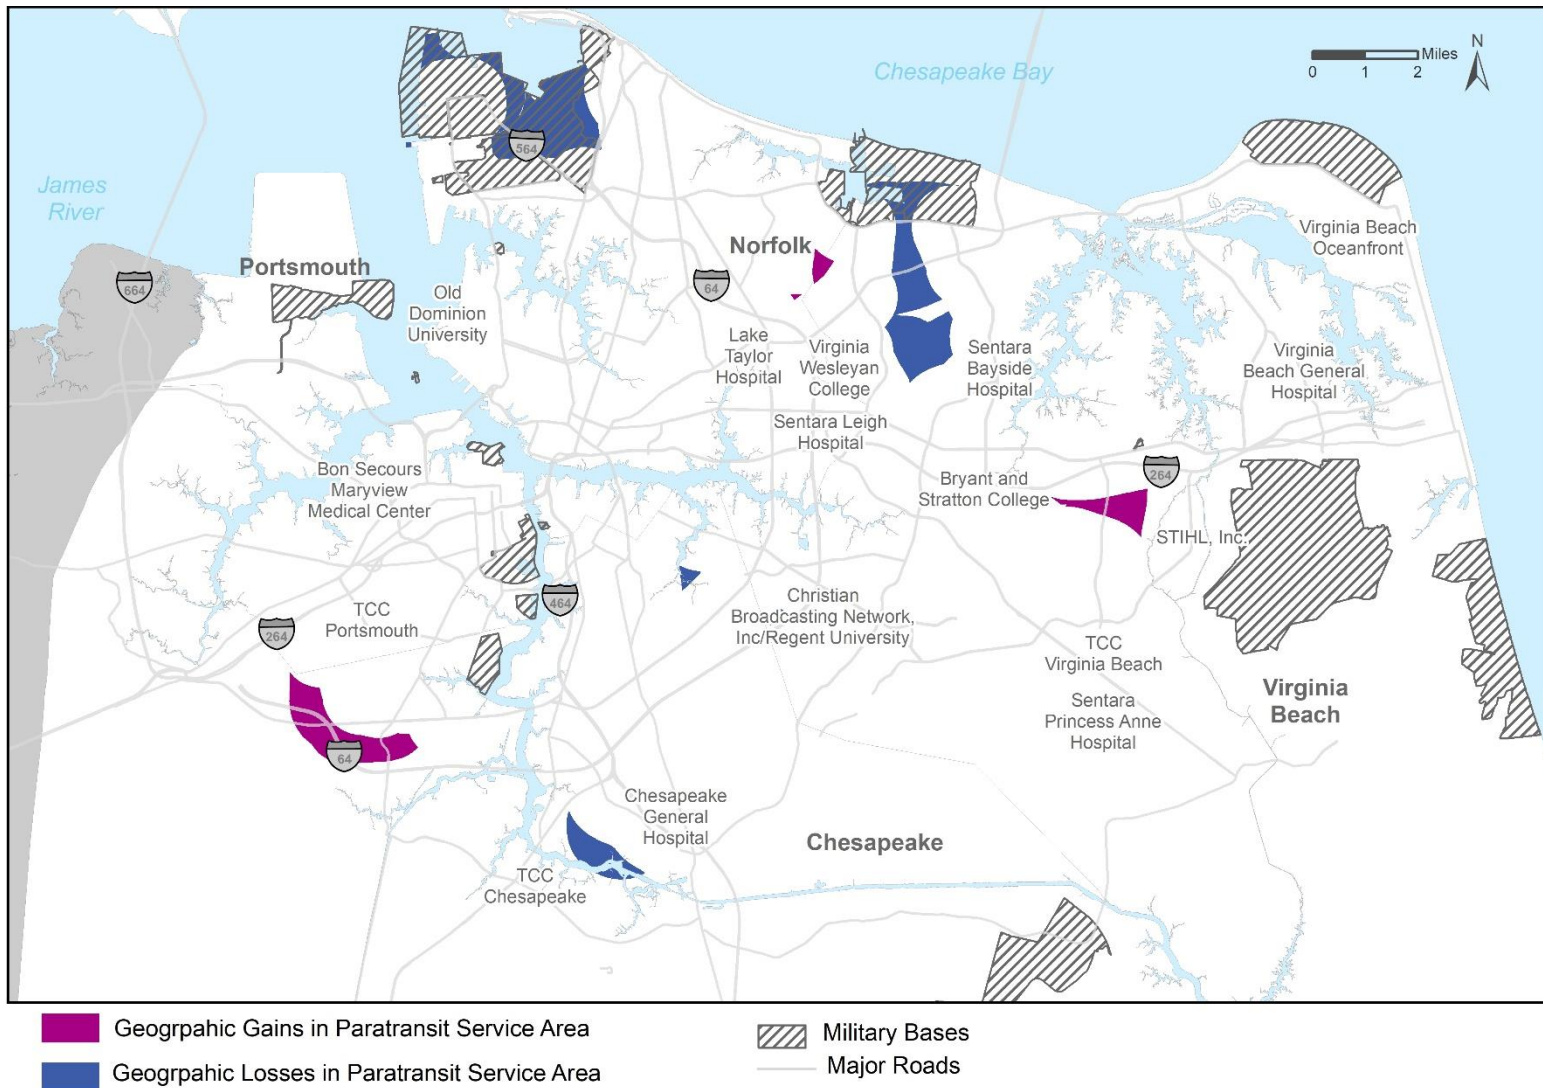 Chesapeake Bay
Miles
0 1 2
N
564
James
River
Virginia Beach
Oceanfront
Norfolk
Portsmouth
664
64
Old
Dominion
University
Lake
Taylor
Hospital
Virginia
Wesleyan
College
Sentara
Bayside
Hospital
Virginia
Beach General
Hospital
Sentara Leigh
Hospital
Bon Secours
Maryview
Medical Center
Bryant and
Stratton College
264
STIHL, Inc.
464
TCC
Portsmouth
Christian
Broadcasting Network,
Inc/Regent University
264
TCC
Virginia Beach
Virginia
Beach
Sentara
Princess Anne
Hospital
64
Chesapeake
General
Hospital
Chesapeake
TCC
Chesapeake
Geogrpahic Gains in Paratransit Service Area
Geogrpahic Losses in Paratransit Service Area
Military Bases
Major Roads